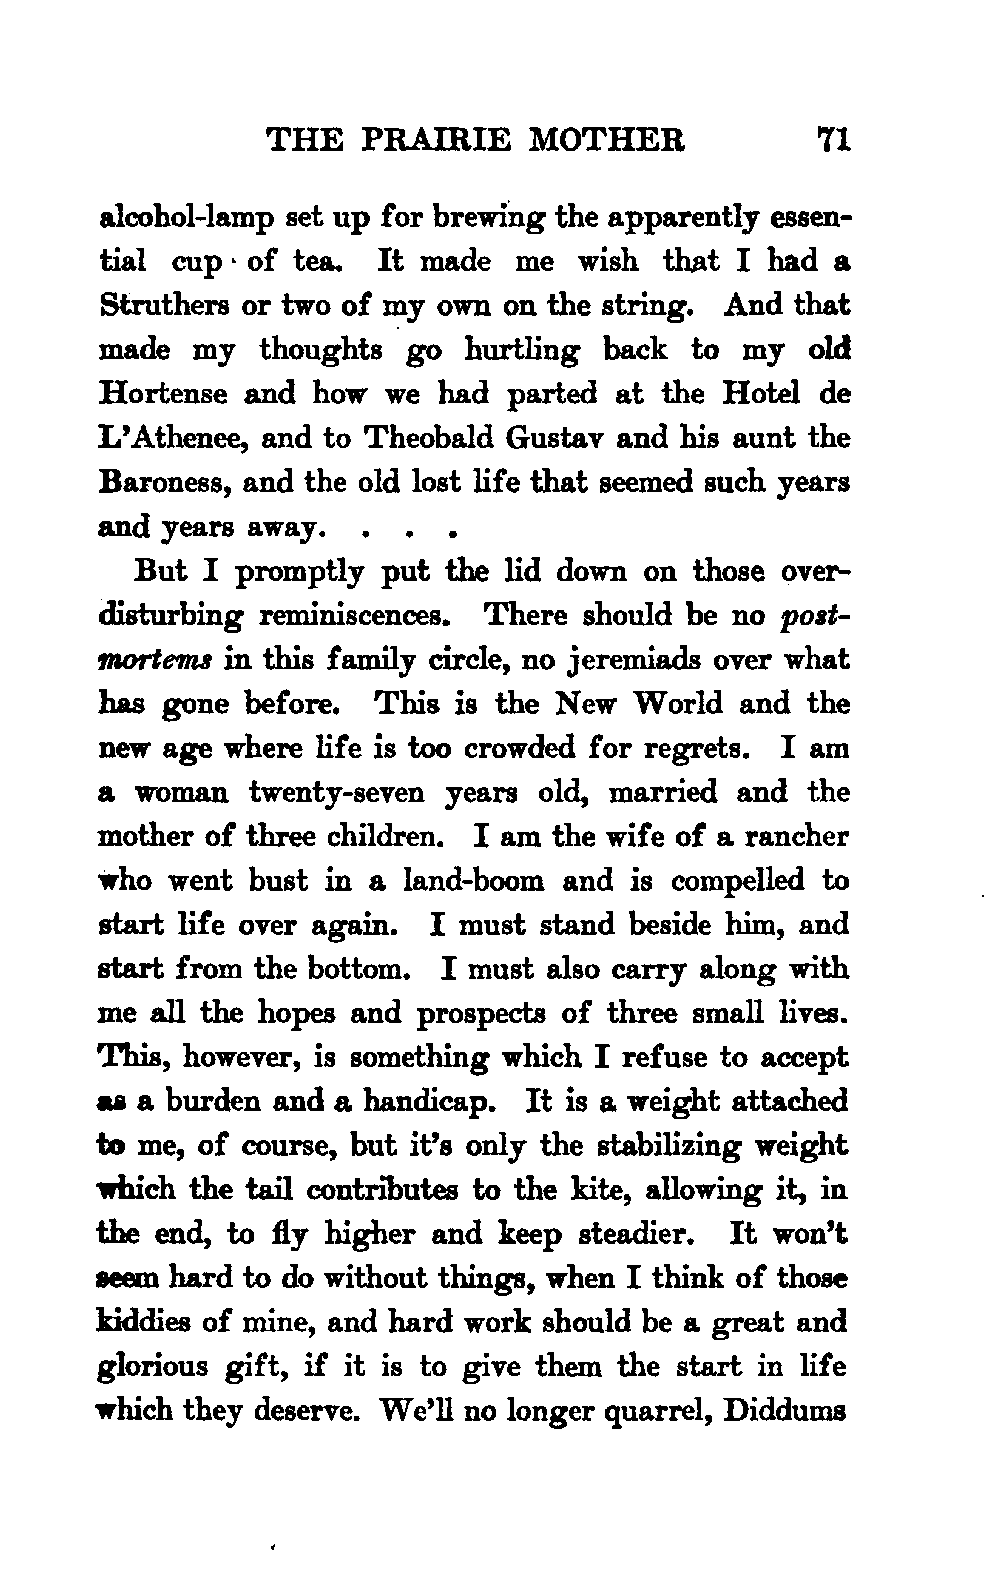 THE PRAIRIE MOTHER 71
alcohol-lamp set up for brewing the apparently essen-
tial cup of tea. It made me wish that I had a
Struthers or two of my own on the string. And that
made my thoughts go hurtling back to my old
Hortense and how we had parted at the Hotel de
L'Athenee, and to Theobald Gustav and his aunt the
Baroness, and the old lost life that seemed such years
and years away. . . .
But I promptly put the lid down on those over-
disturbing reminiscences. There should be no post-
mortems in this family circle, no jeremiads over what
has gone before. This is the New World and the
new age where life is too crowded for regrets. I am
a woman twenty-seven years old, married and the
mother of three children. I am the wife of a rancher
who went bust in a land-boom and is compelled to
start life over again. I must stand beside him, and
start from the bottom. I must also carry along with
me all the hopes and prospects of three small lives.
This, however, is something which I refuse to accept
as a burden and a handicap. It is a weight attached
to me, of course, but it's only the stabilizing weight
which the tail contributes to the kite, allowing it, in
the end, to fly higher and keep steadier. It won't
seem hard to do without things, when I think of those
kiddies of mine, and hard work should be a great and
glorious gift, if it is to give them the start in life
which they deserve. We'll no longer quarrel, Diddums